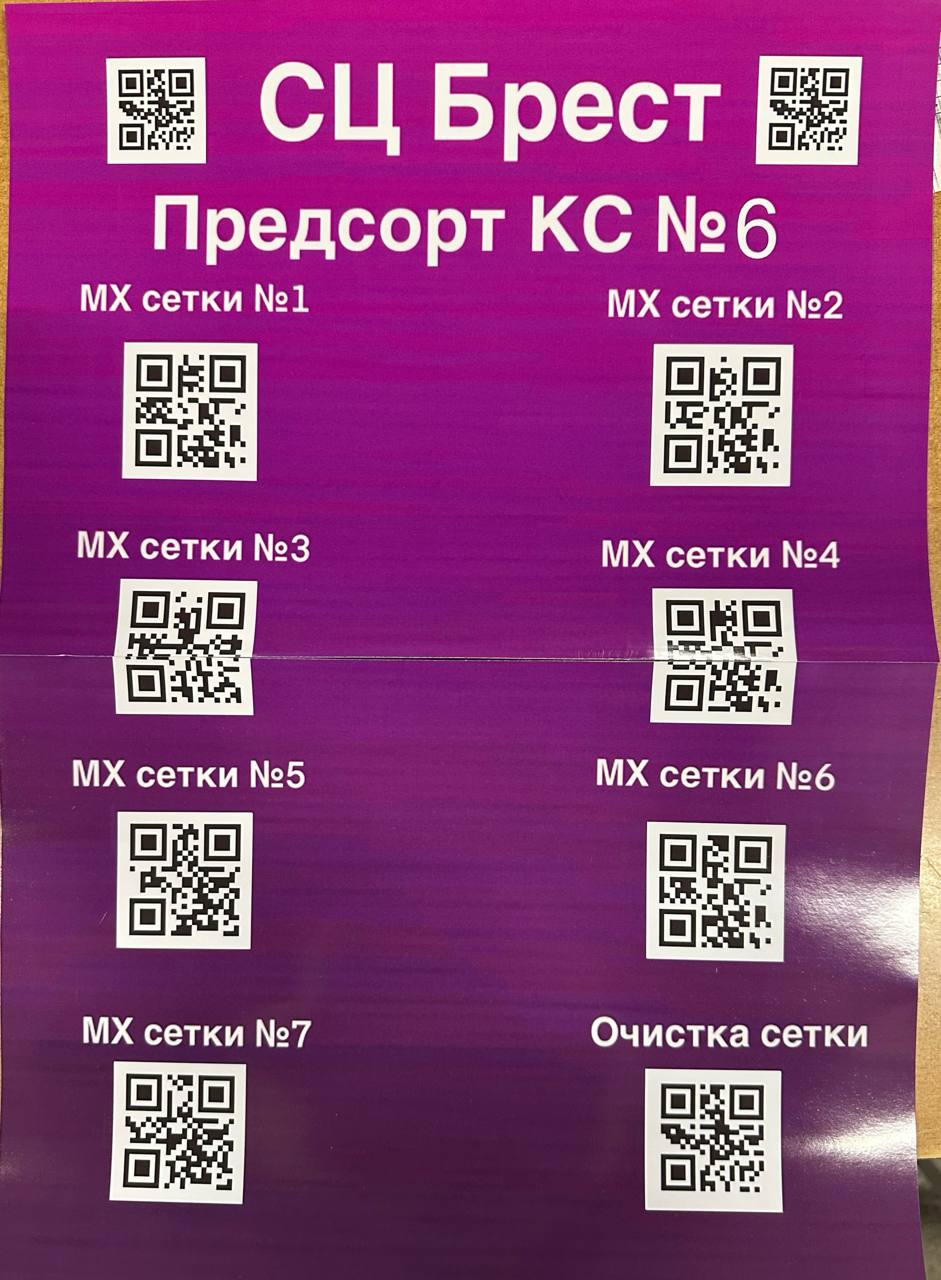 СЦ Брест
Предсорт КС №6
МХ сетки №1
МХ сетки №2
МХ сетки №3
МХ сетки №4
МХ сетки №5
МХ сетки №6
МХ сетки №7
Очистка сетки